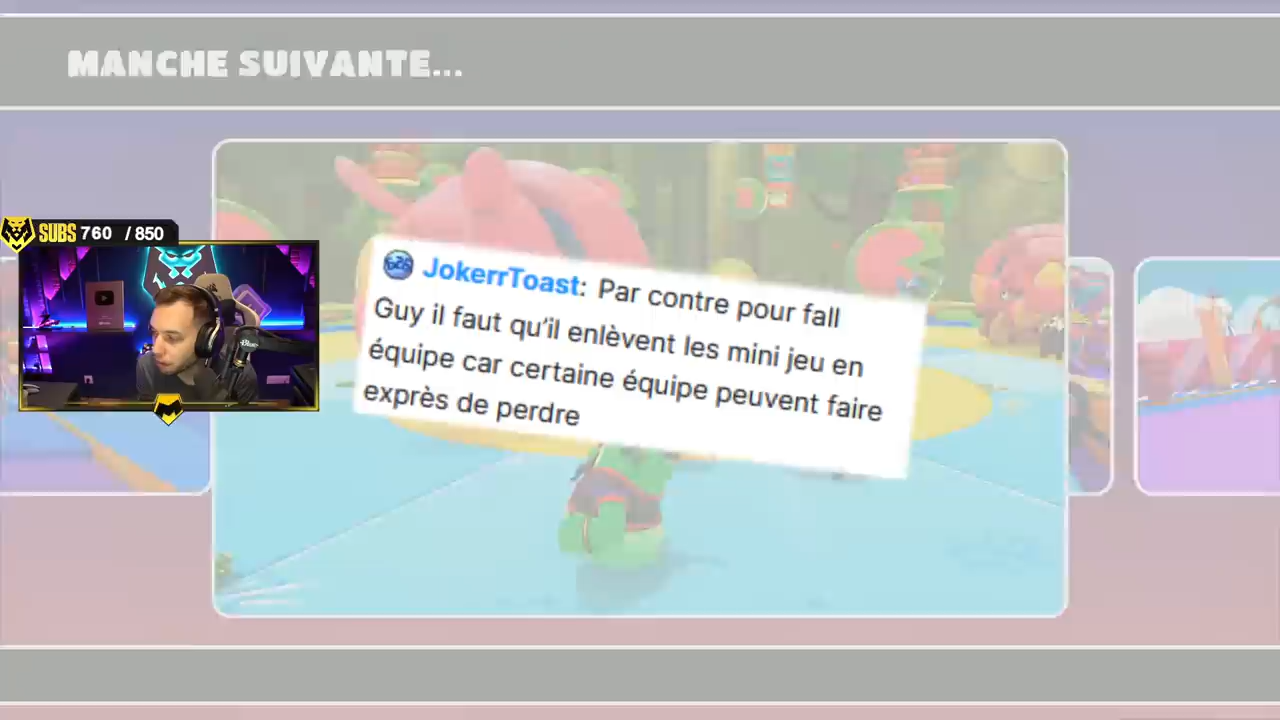 MANCHE SUIVANTE...
SUBS 760 / 850
JokerrToast: Par contre pour fall
Guy il faut qu'il enlèvent les mini jeu en
équipe car certaine équipe peuvent faire
exprès de perdre